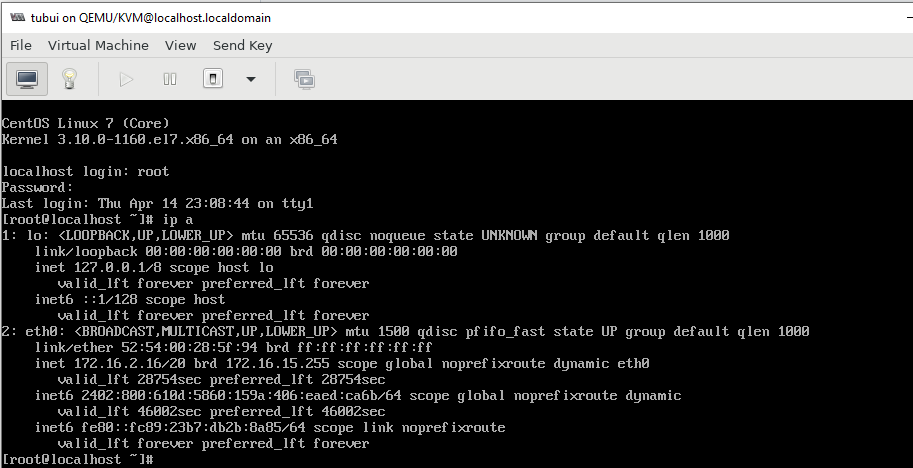 tubui on QEMU/KVM@localhost.localdomain
File Virtual Machine View Send Key
CentOS Linux 7 (Core)
Kernel 3.10.0-1160.el7.x86_64 on an x86_64
localhost login: root
Password:
Last login: Thu Apr 14 23:08:44 on tty1
[root@localhost ~]# ip a
1: lo: <LOOPBACK,UP,LOWER_UP> mtu 65536 qdisc noqueue state UNKNOWN group default qlen 1000
    link/loopback 00:00:00:00:00:00 brd 00:00:00:00:00:00
    inet 127.0.0.1/8 scope host lo
       valid_lft forever preferred_lft forever
    inet6 ::1/128 scope host
       valid_lft forever preferred_lft forever
2: eth0: <BROADCAST,MULTICAST,UP,LOWER_UP> mtu 1500 qdisc pfifo_fast state UP group default qlen 1000
    link/ether 52:54:00:28:5f:94 brd ff:ff:ff:ff:ff:ff
    inet 172.16.2.16/20 brd 172.16.15.255 scope global noprefixroute dynamic eth0
       valid_lft 28754sec preferred_lft 28754sec
    inet6 2402:800:610d:5860:159a:406:eaed:ca6b/64 scope global noprefixroute dynamic
       valid_lft 46002sec preferred_lft 46002sec
    inet6 fe80::fc89:23b7:db2b:8a85/64 scope link noprefixroute
       valid_lft forever preferred_lft forever
[root@localhost ~]#